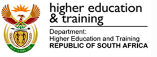 higher education
& training
Department:
Higher Education and Training
REPUBLIC OF SOUTH AFRICA